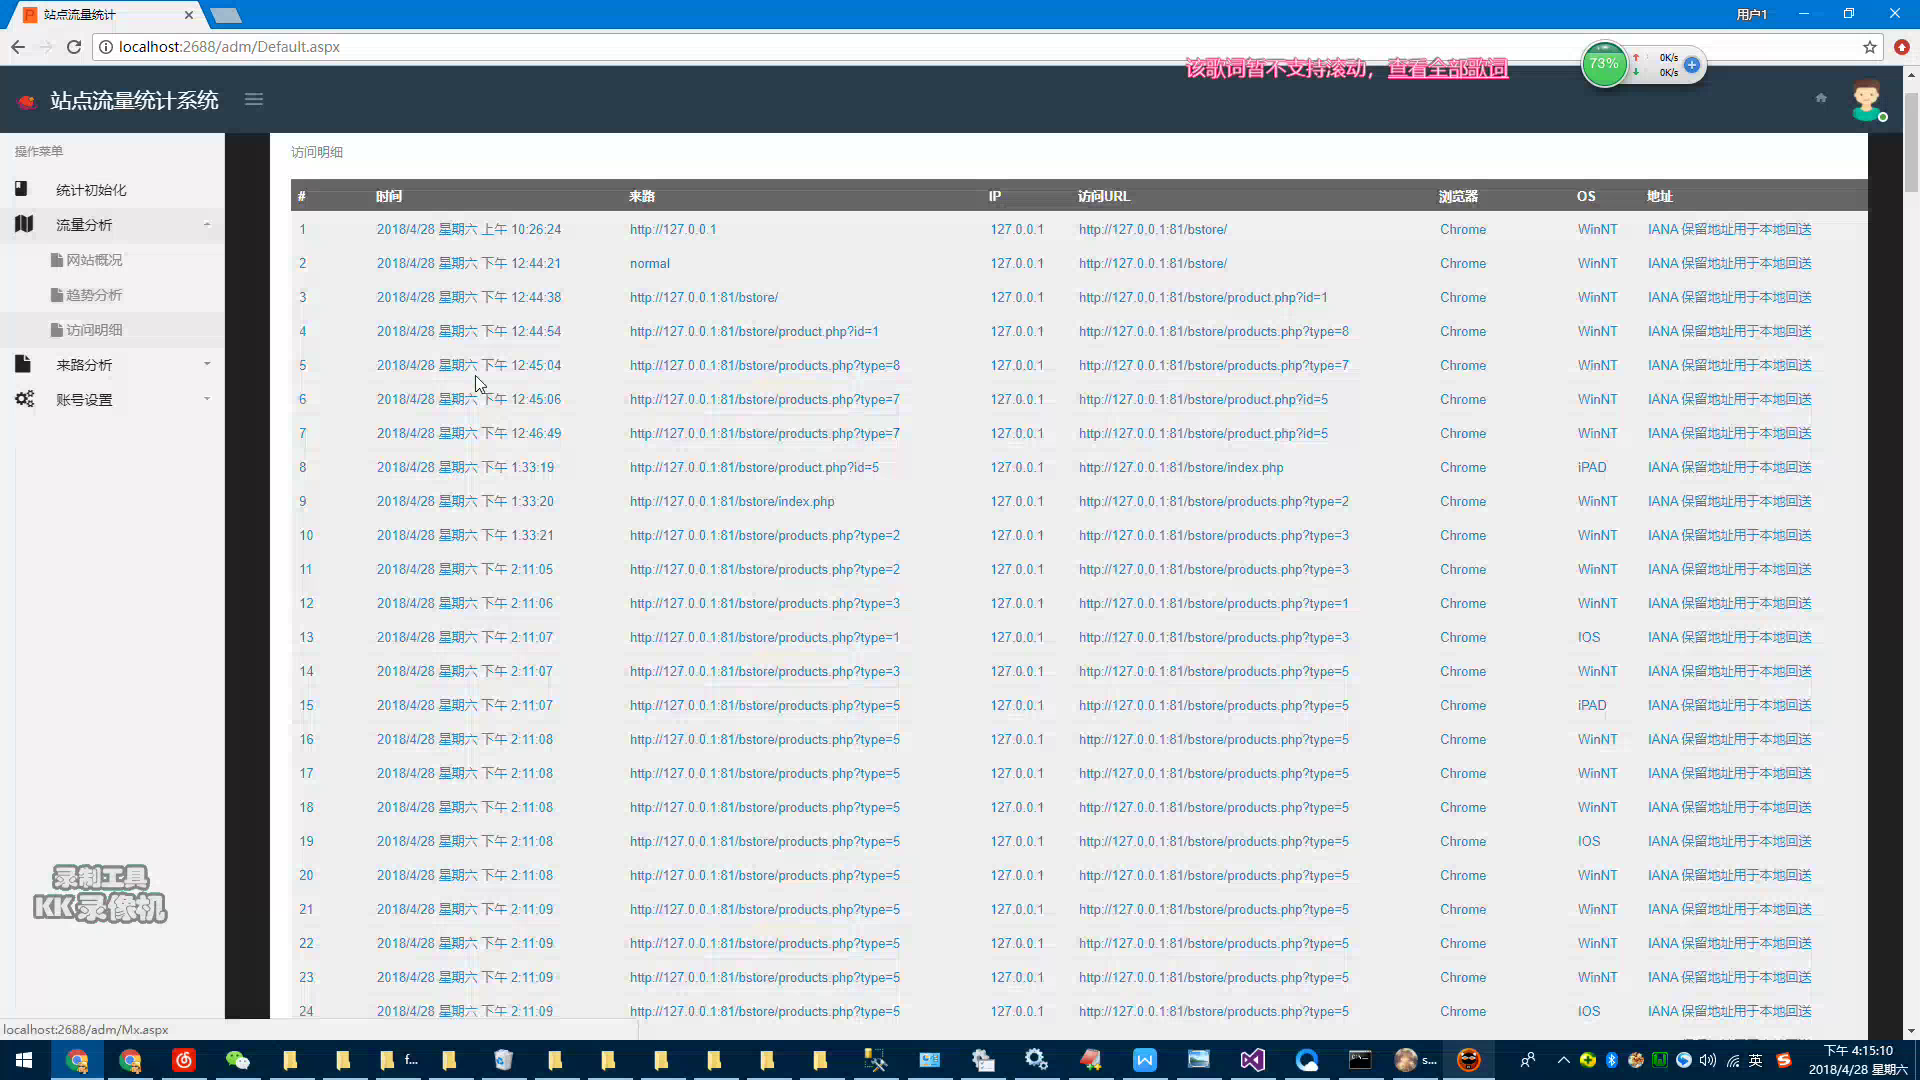 站点流量统计
用户1
localhost:2688/adm/Default.aspx
该歌词暂不支持滚动，查看全部歌词
73%
0K/s
0K/s
站点流量统计系统
操作菜单
统计初始化
流量分析
网站概况
趋势分析
访问明细
来路分析
账号设置
访问明细
# 时间 来路 IP 访问URL 浏览器 OS 地址
1 2018/4/28 星期六 上午 10:26:24 http://127.0.0.1 127.0.0.1 http://127.0.0.1:81/bstore/ Chrome WinNT IANA 保留地址用于本地回送
2 2018/4/28 星期六 下午 12:44:21 normal 127.0.0.1 http://127.0.0.1:81/bstore/ Chrome WinNT IANA 保留地址用于本地回送
3 2018/4/28 星期六 下午 12:44:38 http://127.0.0.1:81/bstore/ 127.0.0.1 http://127.0.0.1:81/bstore/product.php?id=1 Chrome WinNT IANA 保留地址用于本地回送
4 2018/4/28 星期六 下午 12:44:54 http://127.0.0.1:81/bstore/product.php?id=1 127.0.0.1 http://127.0.0.1:81/bstore/products.php?type=8 Chrome WinNT IANA 保留地址用于本地回送
5 2018/4/28 星期六 下午 12:45:04 http://127.0.0.1:81/bstore/products.php?type=8 127.0.0.1 http://127.0.0.1:81/bstore/products.php?type=7 Chrome WinNT IANA 保留地址用于本地回送
6 2018/4/28 星期六 下午 12:45:06 http://127.0.0.1:81/bstore/products.php?type=7 127.0.0.1 http://127.0.0.1:81/bstore/product.php?id=5 Chrome WinNT IANA 保留地址用于本地回送
7 2018/4/28 星期六 下午 12:46:49 http://127.0.0.1:81/bstore/products.php?type=7 127.0.0.1 http://127.0.0.1:81/bstore/product.php?id=5 Chrome WinNT IANA 保留地址用于本地回送
8 2018/4/28 星期六 下午 1:33:19 http://127.0.0.1:81/bstore/product.php?id=5 127.0.0.1 http://127.0.0.1:81/bstore/index.php Chrome iPAD IANA 保留地址用于本地回送
9 2018/4/28 星期六 下午 1:33:20 http://127.0.0.1:81/bstore/index.php 127.0.0.1 http://127.0.0.1:81/bstore/products.php?type=2 Chrome WinNT IANA 保留地址用于本地回送
10 2018/4/28 星期六 下午 1:33:21 http://127.0.0.1:81/bstore/products.php?type=2 127.0.0.1 http://127.0.0.1:81/bstore/products.php?type=3 Chrome WinNT IANA 保留地址用于本地回送
11 2018/4/28 星期六 下午 2:11:05 http://127.0.0.1:81/bstore/products.php?type=2 127.0.0.1 http://127.0.0.1:81/bstore/products.php?type=3 Chrome WinNT IANA 保留地址用于本地回送
12 2018/4/28 星期六 下午 2:11:06 http://127.0.0.1:81/bstore/products.php?type=3 127.0.0.1 http://127.0.0.1:81/bstore/products.php?type=1 Chrome WinNT IANA 保留地址用于本地回送
13 2018/4/28 星期六 下午 2:11:07 http://127.0.0.1:81/bstore/products.php?type=1 127.0.0.1 http://127.0.0.1:81/bstore/products.php?type=3 Chrome IOS IANA 保留地址用于本地回送
14 2018/4/28 星期六 下午 2:11:07 http://127.0.0.1:81/bstore/products.php?type=3 127.0.0.1 http://127.0.0.1:81/bstore/products.php?type=5 Chrome WinNT IANA 保留地址用于本地回送
15 2018/4/28 星期六 下午 2:11:07 http://127.0.0.1:81/bstore/products.php?type=5 127.0.0.1 http://127.0.0.1:81/bstore/products.php?type=5 Chrome iPAD IANA 保留地址用于本地回送
16 2018/4/28 星期六 下午 2:11:08 http://127.0.0.1:81/bstore/products.php?type=5 127.0.0.1 http://127.0.0.1:81/bstore/products.php?type=5 Chrome WinNT IANA 保留地址用于本地回送
17 2018/4/28 星期六 下午 2:11:08 http://127.0.0.1:81/bstore/products.php?type=5 127.0.0.1 http://127.0.0.1:81/bstore/products.php?type=5 Chrome WinNT IANA 保留地址用于本地回送
18 2018/4/28 星期六 下午 2:11:08 http://127.0.0.1:81/bstore/products.php?type=5 127.0.0.1 http://127.0.0.1:81/bstore/products.php?type=5 Chrome WinNT IANA 保留地址用于本地回送
19 2018/4/28 星期六 下午 2:11:08 http://127.0.0.1:81/bstore/products.php?type=5 127.0.0.1 http://127.0.0.1:81/bstore/products.php?type=5 Chrome IOS IANA 保留地址用于本地回送
20 2018/4/28 星期六 下午 2:11:08 http://127.0.0.1:81/bstore/products.php?type=5 127.0.0.1 http://127.0.0.1:81/bstore/products.php?type=5 Chrome WinNT IANA 保留地址用于本地回送
21 2018/4/28 星期六 下午 2:11:09 http://127.0.0.1:81/bstore/products.php?type=5 127.0.0.1 http://127.0.0.1:81/bstore/products.php?type=5 Chrome WinNT IANA 保留地址用于本地回送
22 2018/4/28 星期六 下午 2:11:09 http://127.0.0.1:81/bstore/products.php?type=5 127.0.0.1 http://127.0.0.1:81/bstore/products.php?type=5 Chrome WinNT IANA 保留地址用于本地回送
23 2018/4/28 星期六 下午 2:11:09 http://127.0.0.1:81/bstore/products.php?type=5 127.0.0.1 http://127.0.0.1:81/bstore/products.php?type=5 Chrome WinNT IANA 保留地址用于本地回送
24 2018/4/28 星期六 下午 2:11:09 http://127.0.0.1:81/bstore/products.php?type=5 127.0.0.1 http://127.0.0.1:81/bstore/products.php?type=5 Chrome IOS IANA 保留地址用于本地回送
录制工具
KK录像机
localhost:2688/adm/Mx.aspx
f...
s...
英
下午 4:15:10
2018/4/28 星期六